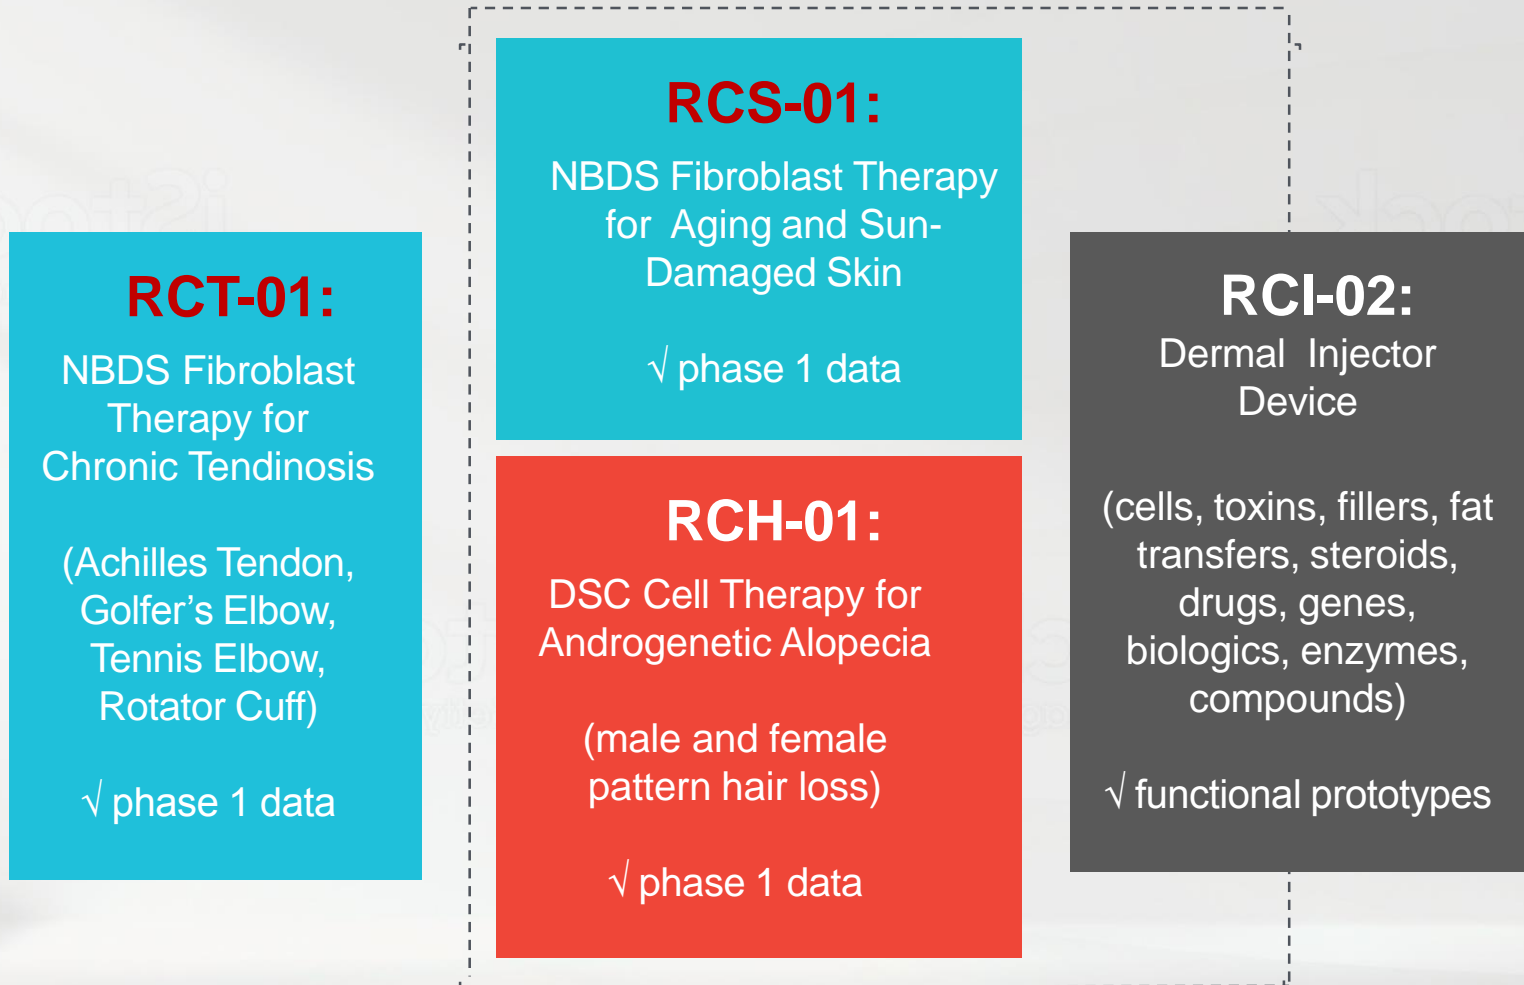 RCS-01:
NBDS Fibroblast Therapy
for Aging and Sun-
Damaged Skin
√ phase 1 data
RCT-01:
NBDS Fibroblast
Therapy for
Chronic Tendinosis
(Achilles Tendon,
Golfer’s Elbow,
Tennis Elbow,
Rotator Cuff)
√ phase 1 data
RCH-01:
DSC Cell Therapy for
Androgenetic Alopecia
(male and female
pattern hair loss)
√ phase 1 data
RCI-02:
Dermal Injector
Device
(cells, toxins, fillers, fat
transfers, steroids,
drugs, genes,
biologics, enzymes,
compounds)
√ functional prototypes